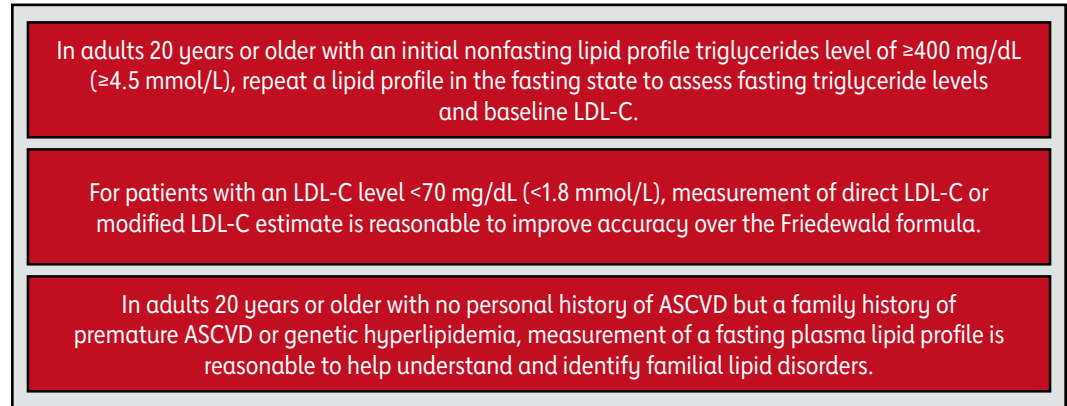 In adults 20 years or older with an initial nonfasting lipid profile triglycerides level of ≥400 mg/dL
(≥4.5 mmol/L), repeat a lipid profile in the fasting state to assess fasting triglyceride levels
and baseline LDL-C.
For patients with an LDL-C level <70 mg/dL (<1.8 mmol/L), measurement of direct LDL-C or
modified LDL-C estimate is reasonable to improve accuracy over the Friedewald formula.
In adults 20 years or older with no personal history of ASCVD but a family history of
premature ASCVD or genetic hyperlipidemia, measurement of a fasting plasma lipid profile is
reasonable to help understand and identify familial lipid disorders.